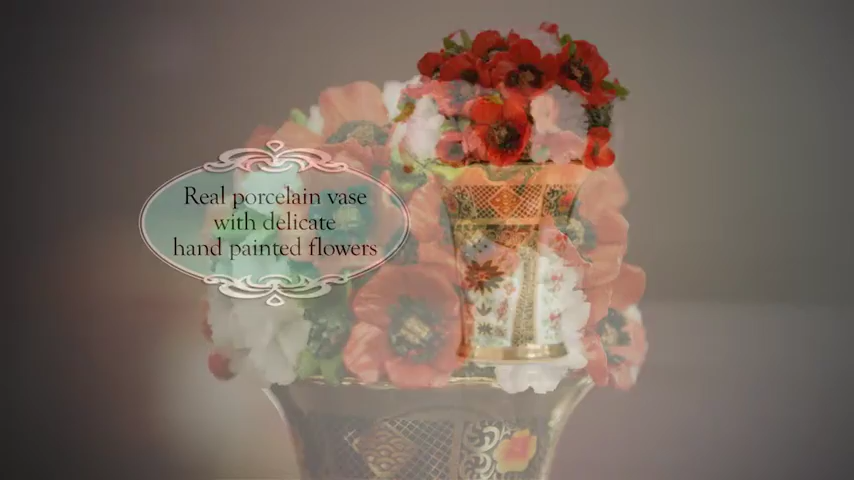 Real porcelain vase
with delicate
hand painted flowers